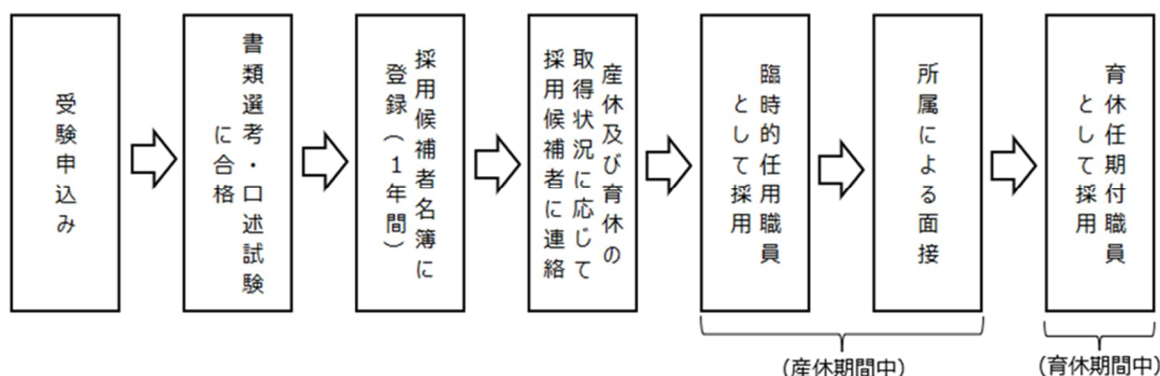 受験申込み
書類選考・口述試験
に合格
採用候補者名簿に
登録（１年間）
産休及び育休の
取得状況に応じて
採用候補者に連絡
臨時的任用職員
として採用
所属による面接
育休任期付職員
として採用
(産休期間中)
(育休期間中)